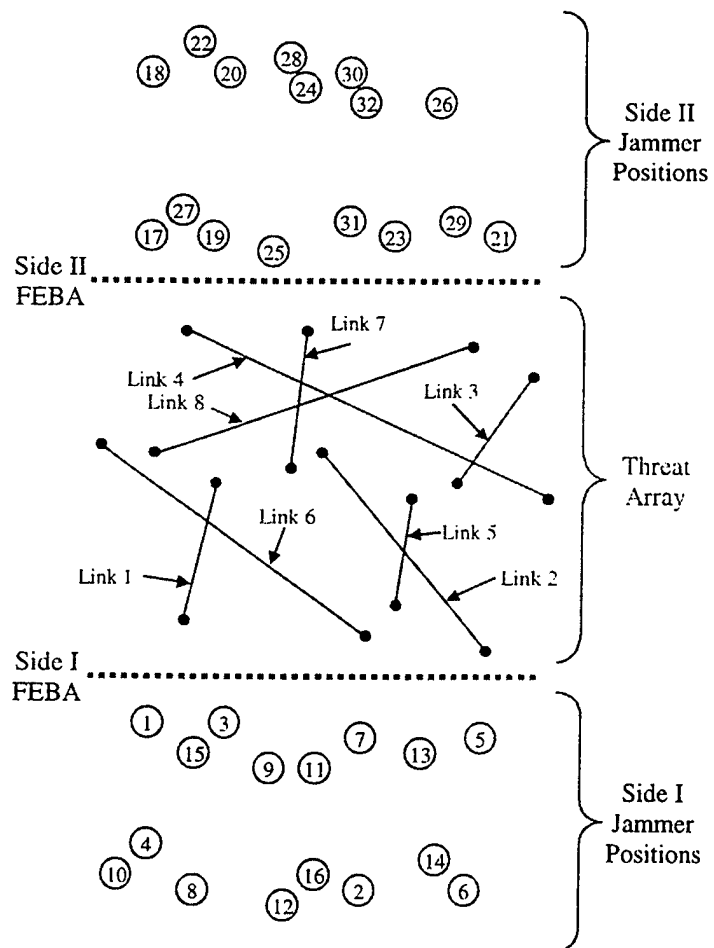 22
28
18
20
30
24
32
26
Side II
Jammer
Positions
27
31
29
17
19
23
21
25
Side II
FEBA
Link 7
Link 4
Link 8
Link 3
Threat
Array
Link 6
Link 5
Link 1
Link 2
Side I
FEBA
1
3
7
5
15
13
9
11
Side I
Jammer
Positions
4
14
10
16
8
2
6
12